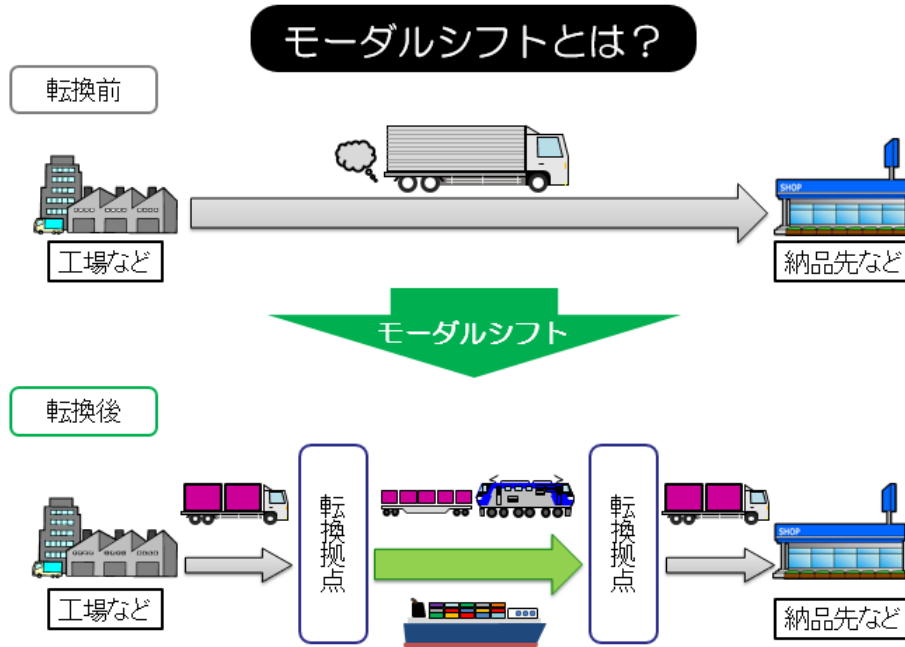 モーダルシフトとは？
転換前
SHOP
工場など
納品先など
モーダルシフト
転換後
転換拠点
転換拠点
SHOP
工場など
納品先など